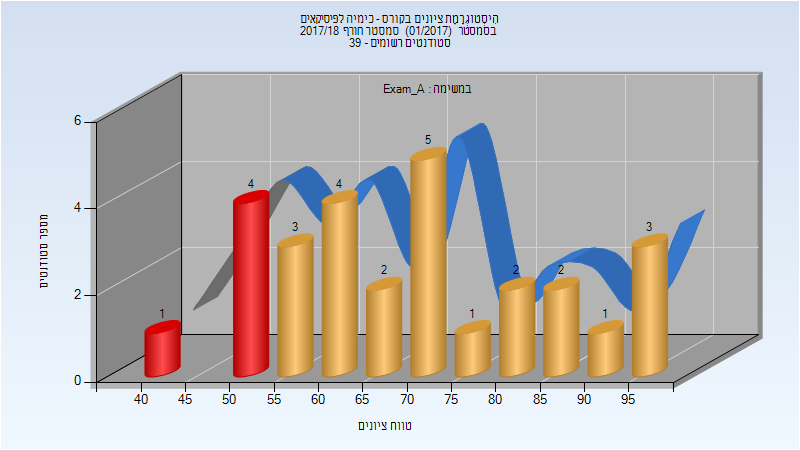 היסטוגרמת ציונים בקורס - כימיה לפיסיקאים
בסמסטר (01/2017) סמסטר חורף 2017/18
סטודנטים רשומים - 39
במשימה : Exam_A
מספר סטודנטים
6
4
2
0
1
4
3
4
2
5
1
2
2
1
3
40 45 50 55 60 65 70 75 80 85 90 95
טווח ציונים